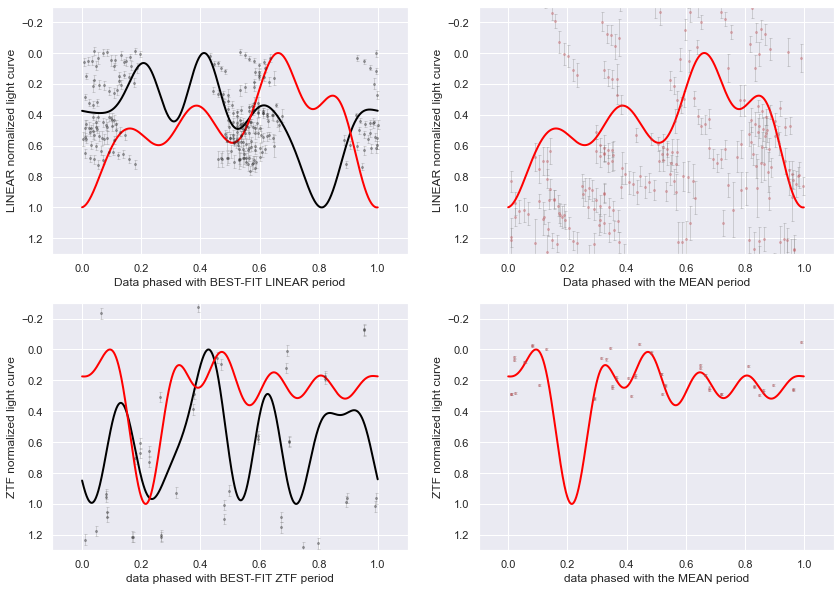 LINEAR normalized light curve
−0.2
0.0
0.2
0.4
0.6
0.8
1.0
1.2
0.0 0.2 0.4 0.6 0.8 1.0
Data phased with BEST-FIT LINEAR period
LINEAR normalized light curve
−0.2
0.0
0.2
0.4
0.6
0.8
1.0
1.2
0.0 0.2 0.4 0.6 0.8 1.0
Data phased with the MEAN period
ZTF normalized light curve
−0.2
0.0
0.2
0.4
0.6
0.8
1.0
1.2
0.0 0.2 0.4 0.6 0.8 1.0
data phased with BEST-FIT ZTF period
ZTF normalized light curve
−0.2
0.0
0.2
0.4
0.6
0.8
1.0
1.2
0.0 0.2 0.4 0.6 0.8 1.0
data phased with the MEAN period